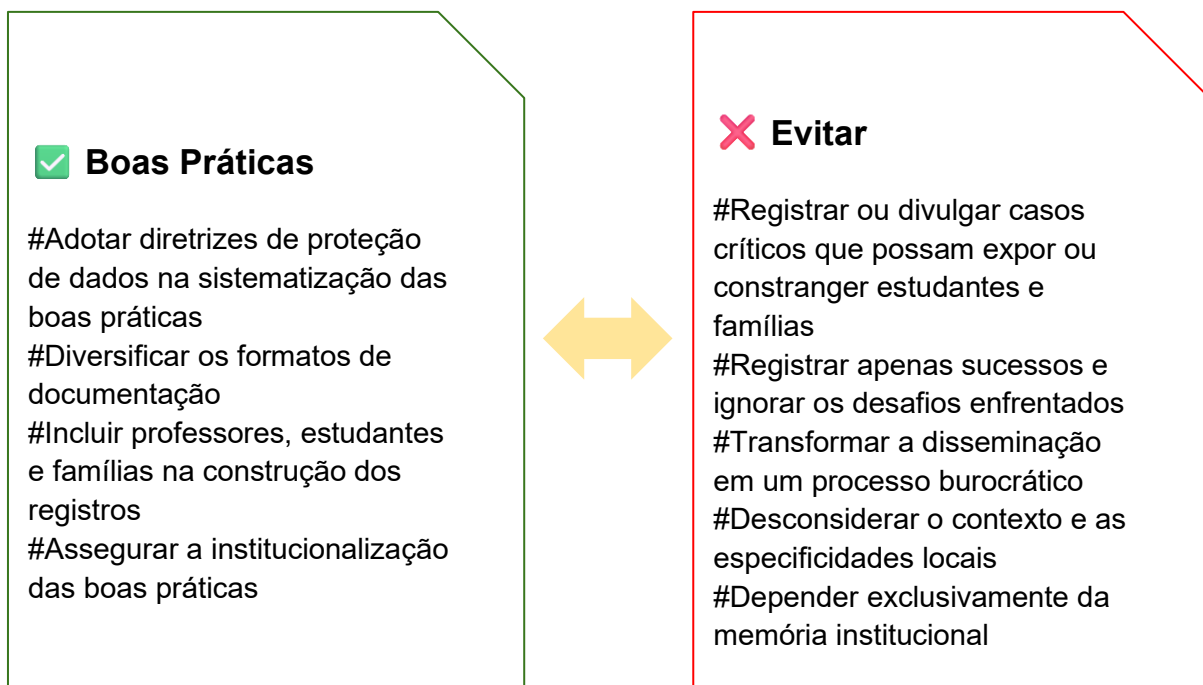 ✅ Boas Práticas
#Adotar diretrizes de proteção
de dados na sistematização das
boas práticas
#Diversificar os formatos de
documentação
#Incluir professores, estudantes
e famílias na construção dos
registros
#Assegurar a institucionalização
das boas práticas
❌ Evitar
#Registrar ou divulgar casos
críticos que possam expor ou
constranger estudantes e
famílias
#Registrar apenas sucessos e
ignorar os desafios enfrentados
#Transformar a disseminação
em um processo burocrático
#Desconsiderar o contexto e as
especificidades locais
#Depender exclusivamente da
memória institucional